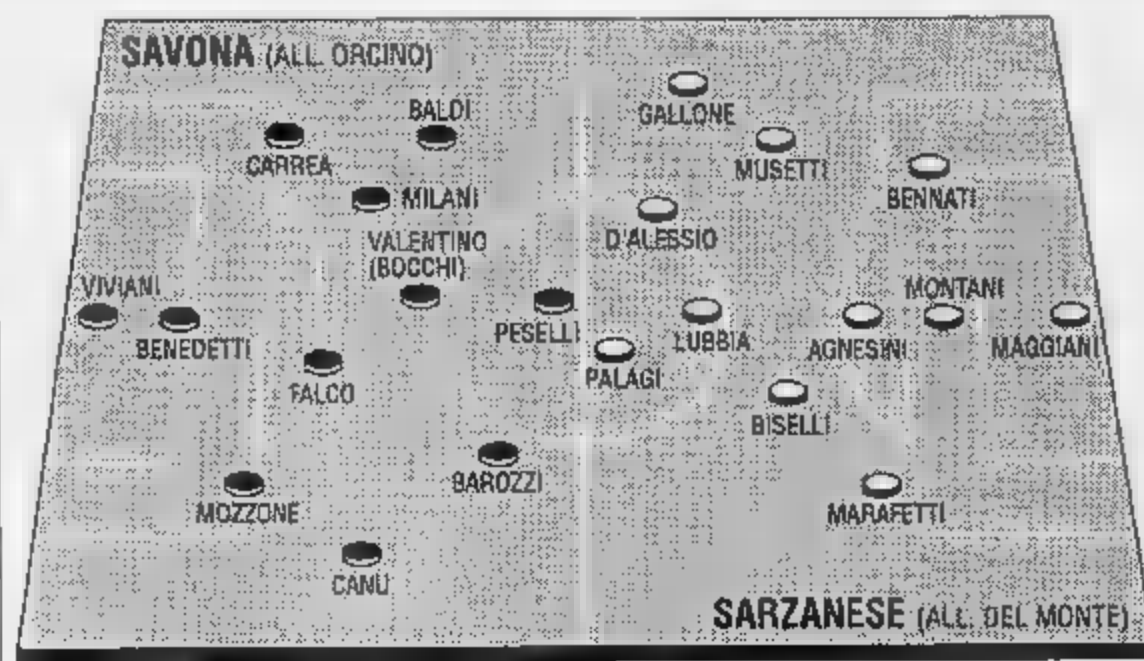 SAVONA (ALL. ORCINO)
BALDI
CARREA
MILANI
VALENTINO
(BOCCHI)
VIVIANI
BENEDETTI
PESELLI
FALCO
BAROZZI
MOZZONE
CANU
GALLONE
MUSETTI
BENNATI
D'ALESSIO
MONTANI
LUBBIA
AGNESINI
MAGGIANI
PALAGI
BISELLI
MARAFETTI
SARZANESE (ALL. DEL MONTE)